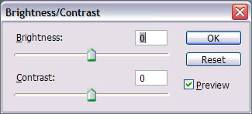 Brightness/Contrast
Brightness: 0 OK
Reset
Contrast: 0
Preview